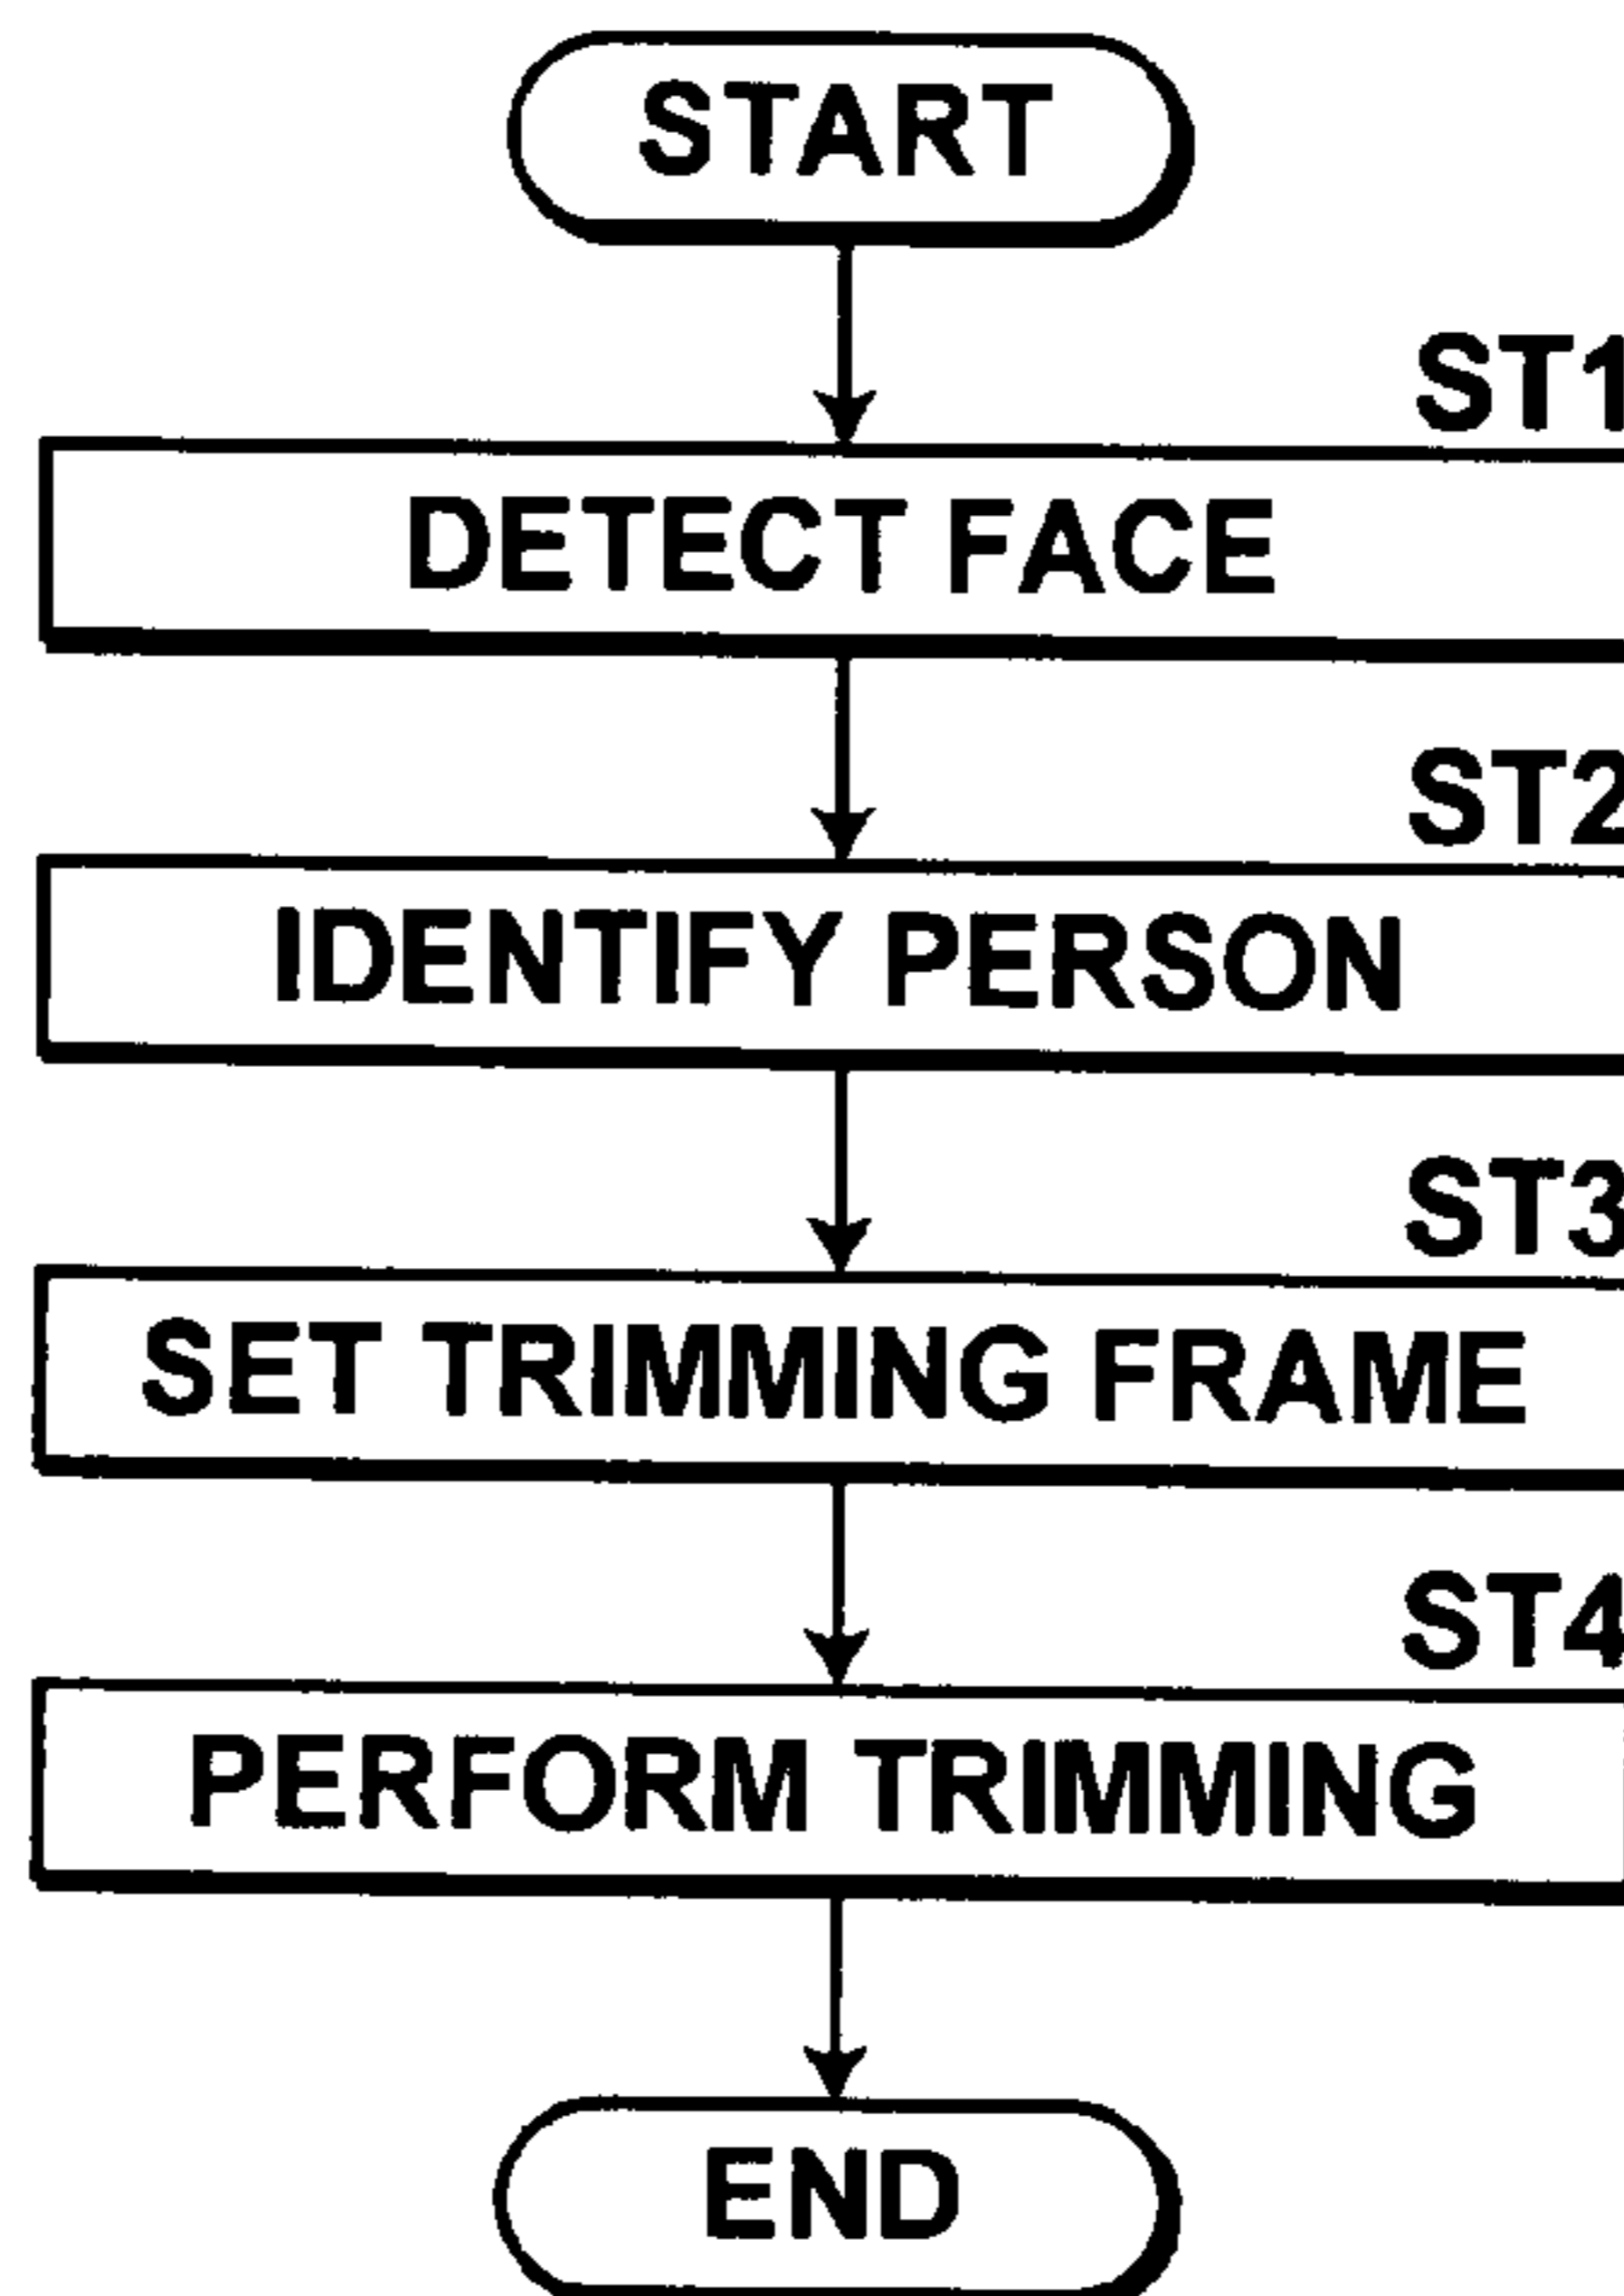 START
ST1
DETECT FACE
ST2
IDENTIFY PERSON
ST3
SET TRIMMING FRAME
ST4
PERFORM TRIMMING
END